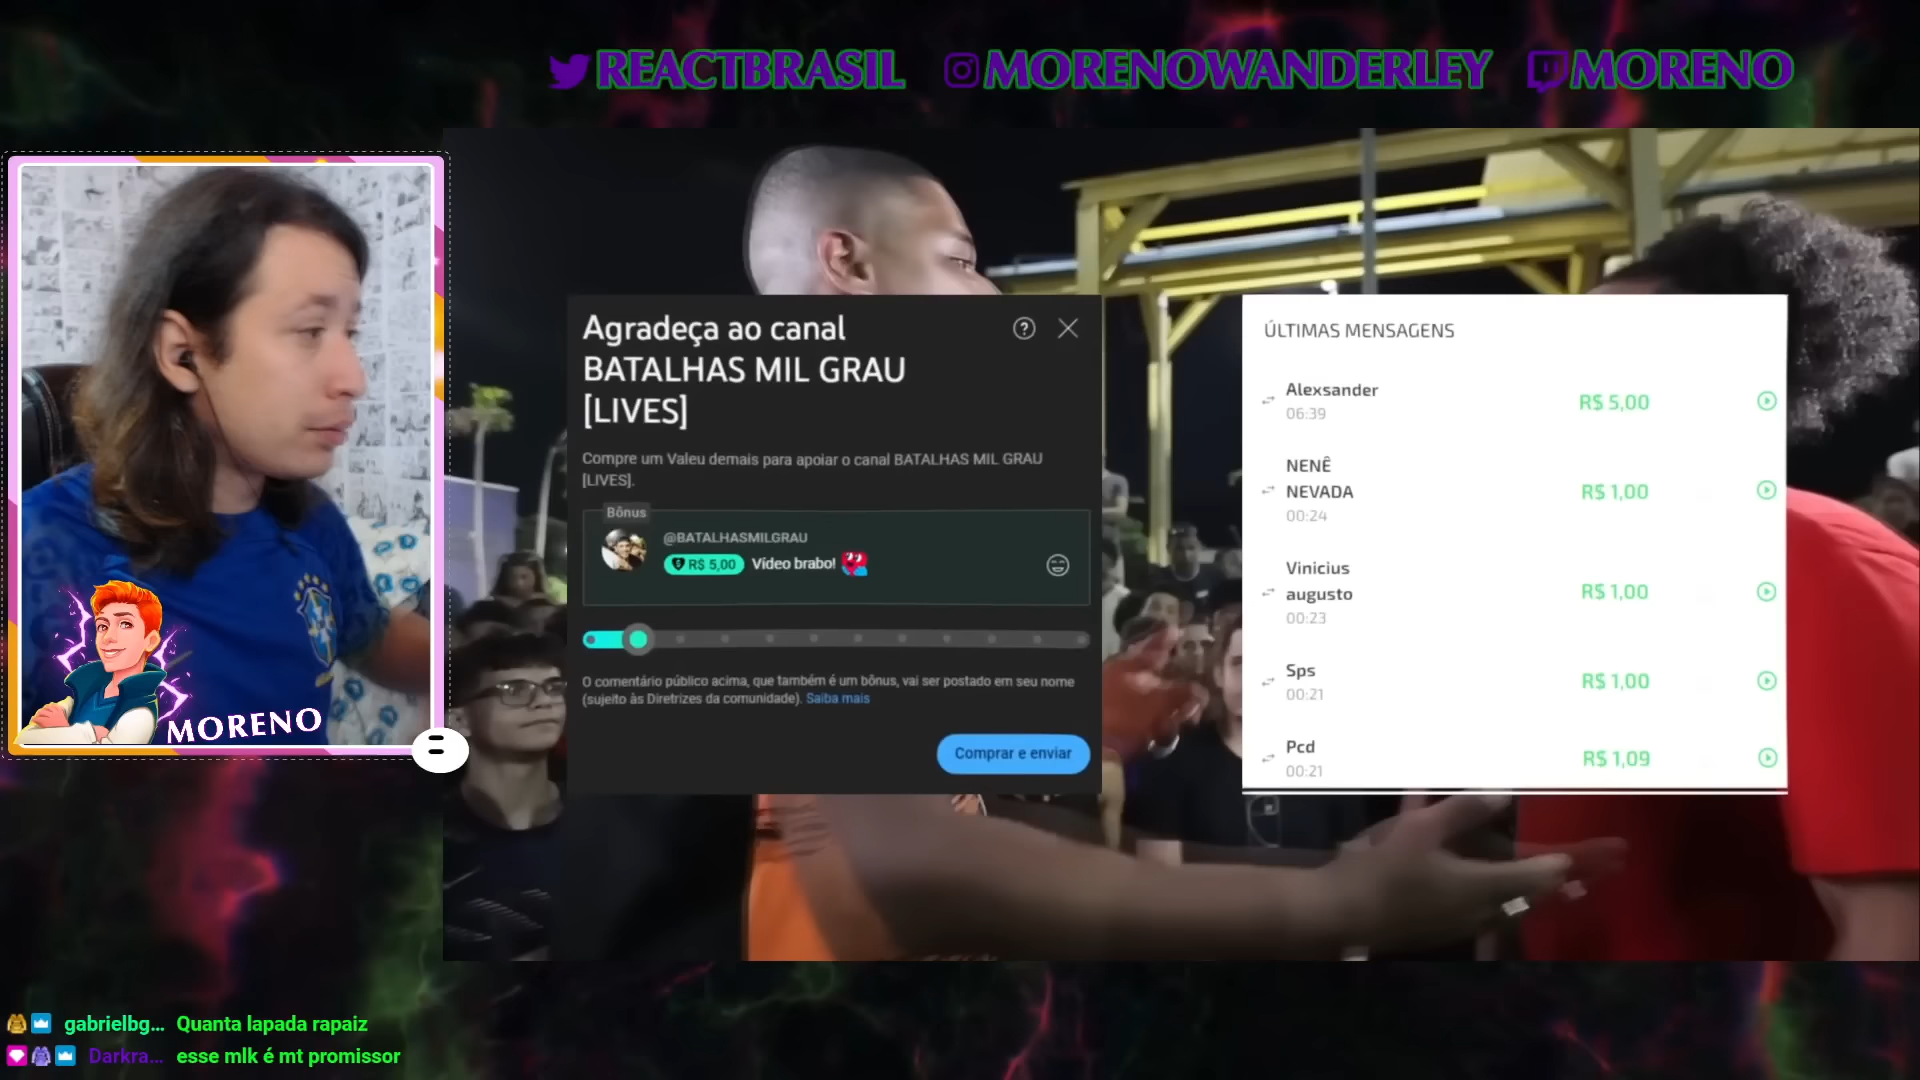 REACTBRASIL MORENOWANDERLEY MORENO
Agradeça ao canal
BATALHAS MIL GRAU
[LIVES]
Compre um Valeu demais para apoiar o canal BATALHAS MIL GRAU
[LIVES].
Bônus
@BATALHASMILGRAU
R$ 5,00 Vídeo brabo!
O comentário público acima, que também é um bônus, vai ser postado em seu nome
(sujeito às Diretrizes da comunidade). Saiba mais
Comprar e enviar
ÚLTIMAS MENSAGENS
Alexsander
06:39
R$ 5,00
NENÊ
NEVADA
00:24
R$ 1,00
Vinicius
augusto
00:23
R$ 1,00
Sps
00:21
R$ 1,00
Pcd
00:21
R$ 1,09
MORENO
gabrielbg... Quanta lapada rapaiz
Darkra... esse mlk é mt promissor